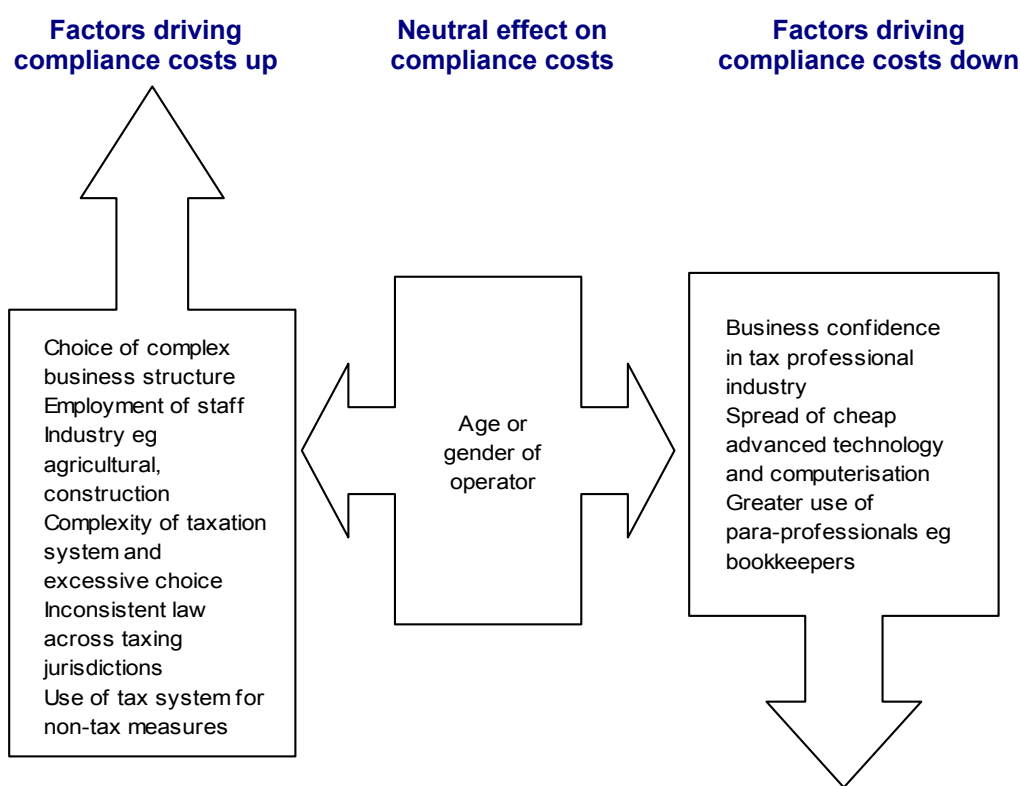 Factors driving
compliance costs up
Neutral effect on
compliance costs
Factors driving
compliance costs down
Choice of complex
business structure
Employment of staff
Industry eg
agricultural,
construction
Complexity of taxation
system and
excessive choice
Inconsistent law
across taxing
jurisdictions
Use of tax system for
non-tax measures
Age or
gender of
operator
Business confidence
in tax professional
industry
Spread of cheap
advanced technology
and computerisation
Greater use of
para-professionals eg
bookkeepers